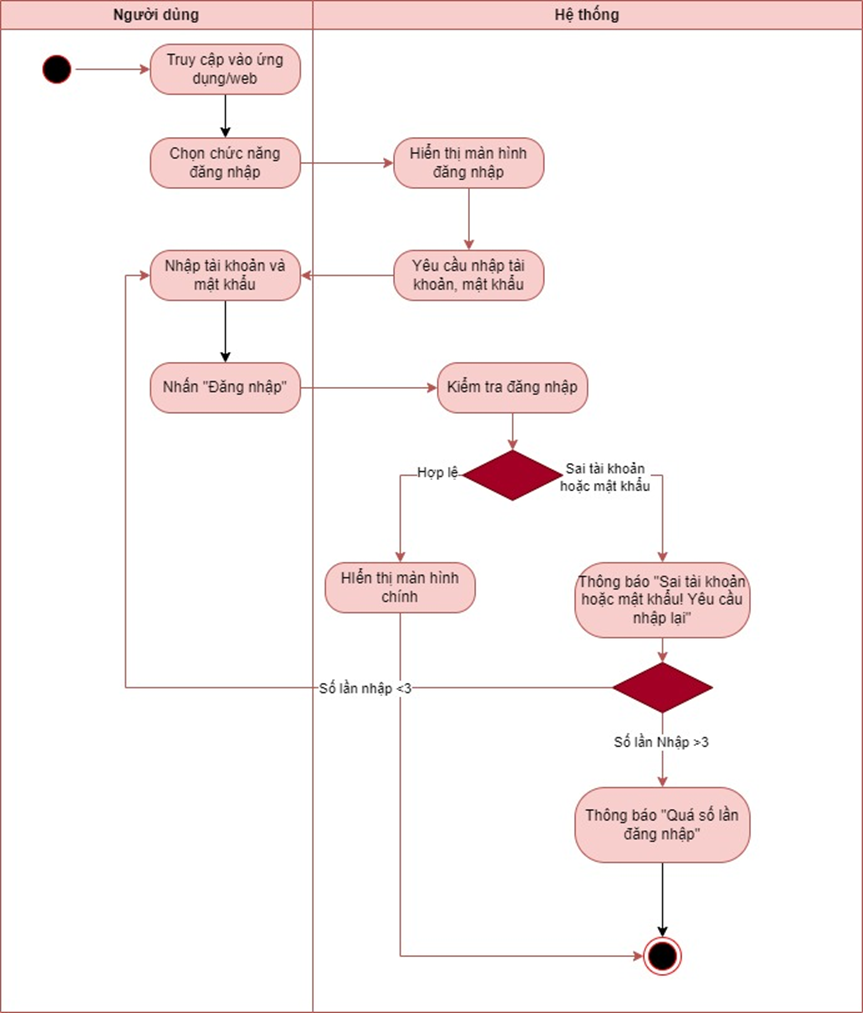 Người dùng
Hệ thống
Truy cập vào ứng
dụng/web
Chọn chức năng
đăng nhập
Hiển thị màn hình
đăng nhập
Nhập tài khoản và
mật khẩu
Yêu cầu nhập tài
khoản, mật khẩu
Nhấn "Đăng nhập"
Kiểm tra đăng nhập
Hợp lệ
Sai tài khoản
hoặc mật khẩu
HIển thị màn hình
chính
Thông báo "Sai tài khoản
hoặc mật khẩu! Yêu cầu
nhập lại"
Số lần nhập <3
Số lần Nhập >3
Thông báo "Quá số lần
đăng nhập"